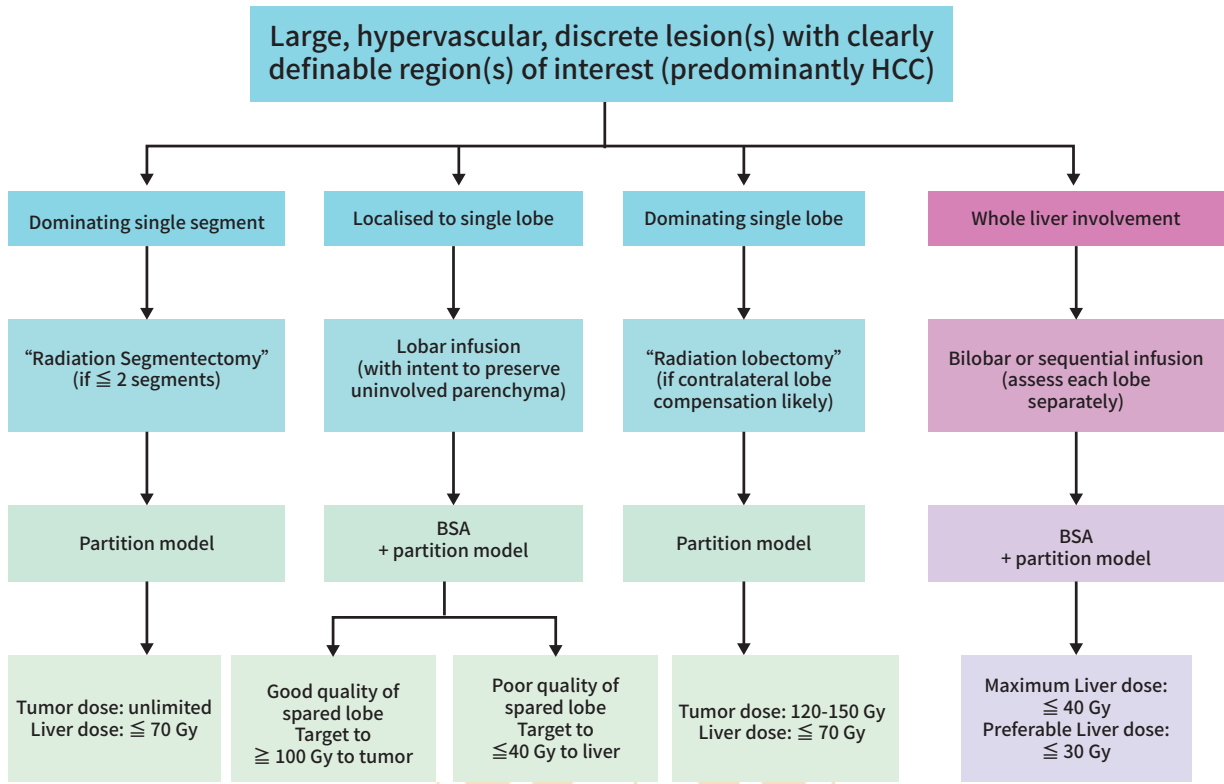 Large, hypervascular, discrete lesion(s) with clearly
definable region(s) of interest (predominantly HCC)
Dominating single segment
Localised to single lobe
Dominating single lobe
Whole liver involvement
“Radiation Segmentectomy”
(if ≦ 2 segments)
Lobar infusion
(with intent to preserve
uninvolved parenchyma)
“Radiation lobectomy”
(if contralateral lobe
compensation likely)
Bilobar or sequential infusion
(assess each lobe
separately)
Partition model
BSA
+ partition model
Partition model
BSA
+ partition model
Tumor dose: unlimited
Liver dose: ≦ 70 Gy
Good quality of
spared lobe
Target to
≧ 100 Gy to tumor
Poor quality of
spared lobe
Target to
≦40 Gy to liver
Tumor dose: 120-150 Gy
Liver dose: ≦ 70 Gy
Maximum Liver dose:
≦ 40 Gy
Preferable Liver dose:
≦ 30 Gy